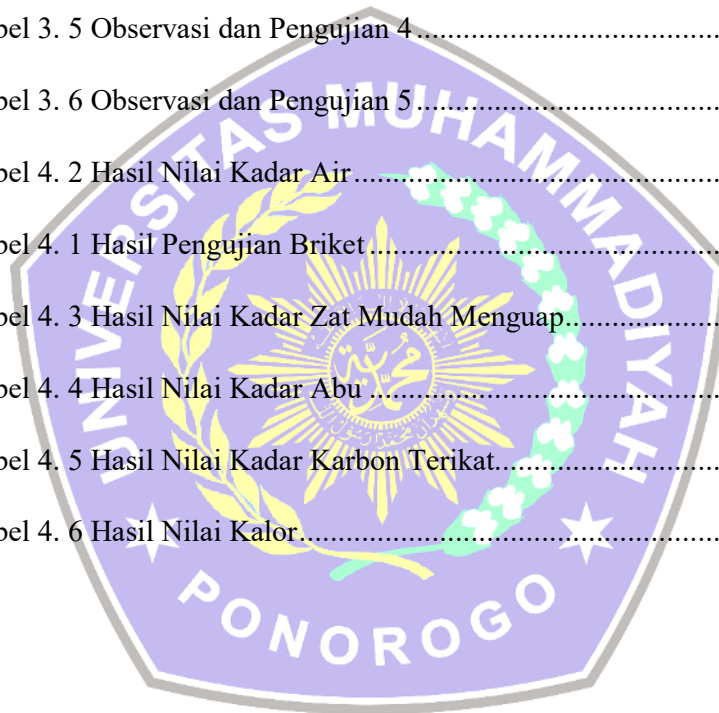 bel 3. 5 Observasi dan Pengujian 4
bel 3. 6 Observasi dan Pengujian 5
bel 4. 2 Hasil Nilai Kadar Air
bel 4. 1 Hasil Pengujian Briket
bel 4. 3 Hasil Nilai Kadar Zat Mudah Menguap
bel 4. 4 Hasil Nilai Kadar Abu
bel 4. 5 Hasil Nilai Kadar Karbon Terikat
bel 4. 6 Hasil Nilai Kalor
UNIVERSITAS MUHAMMADIYAH
PONOROGO